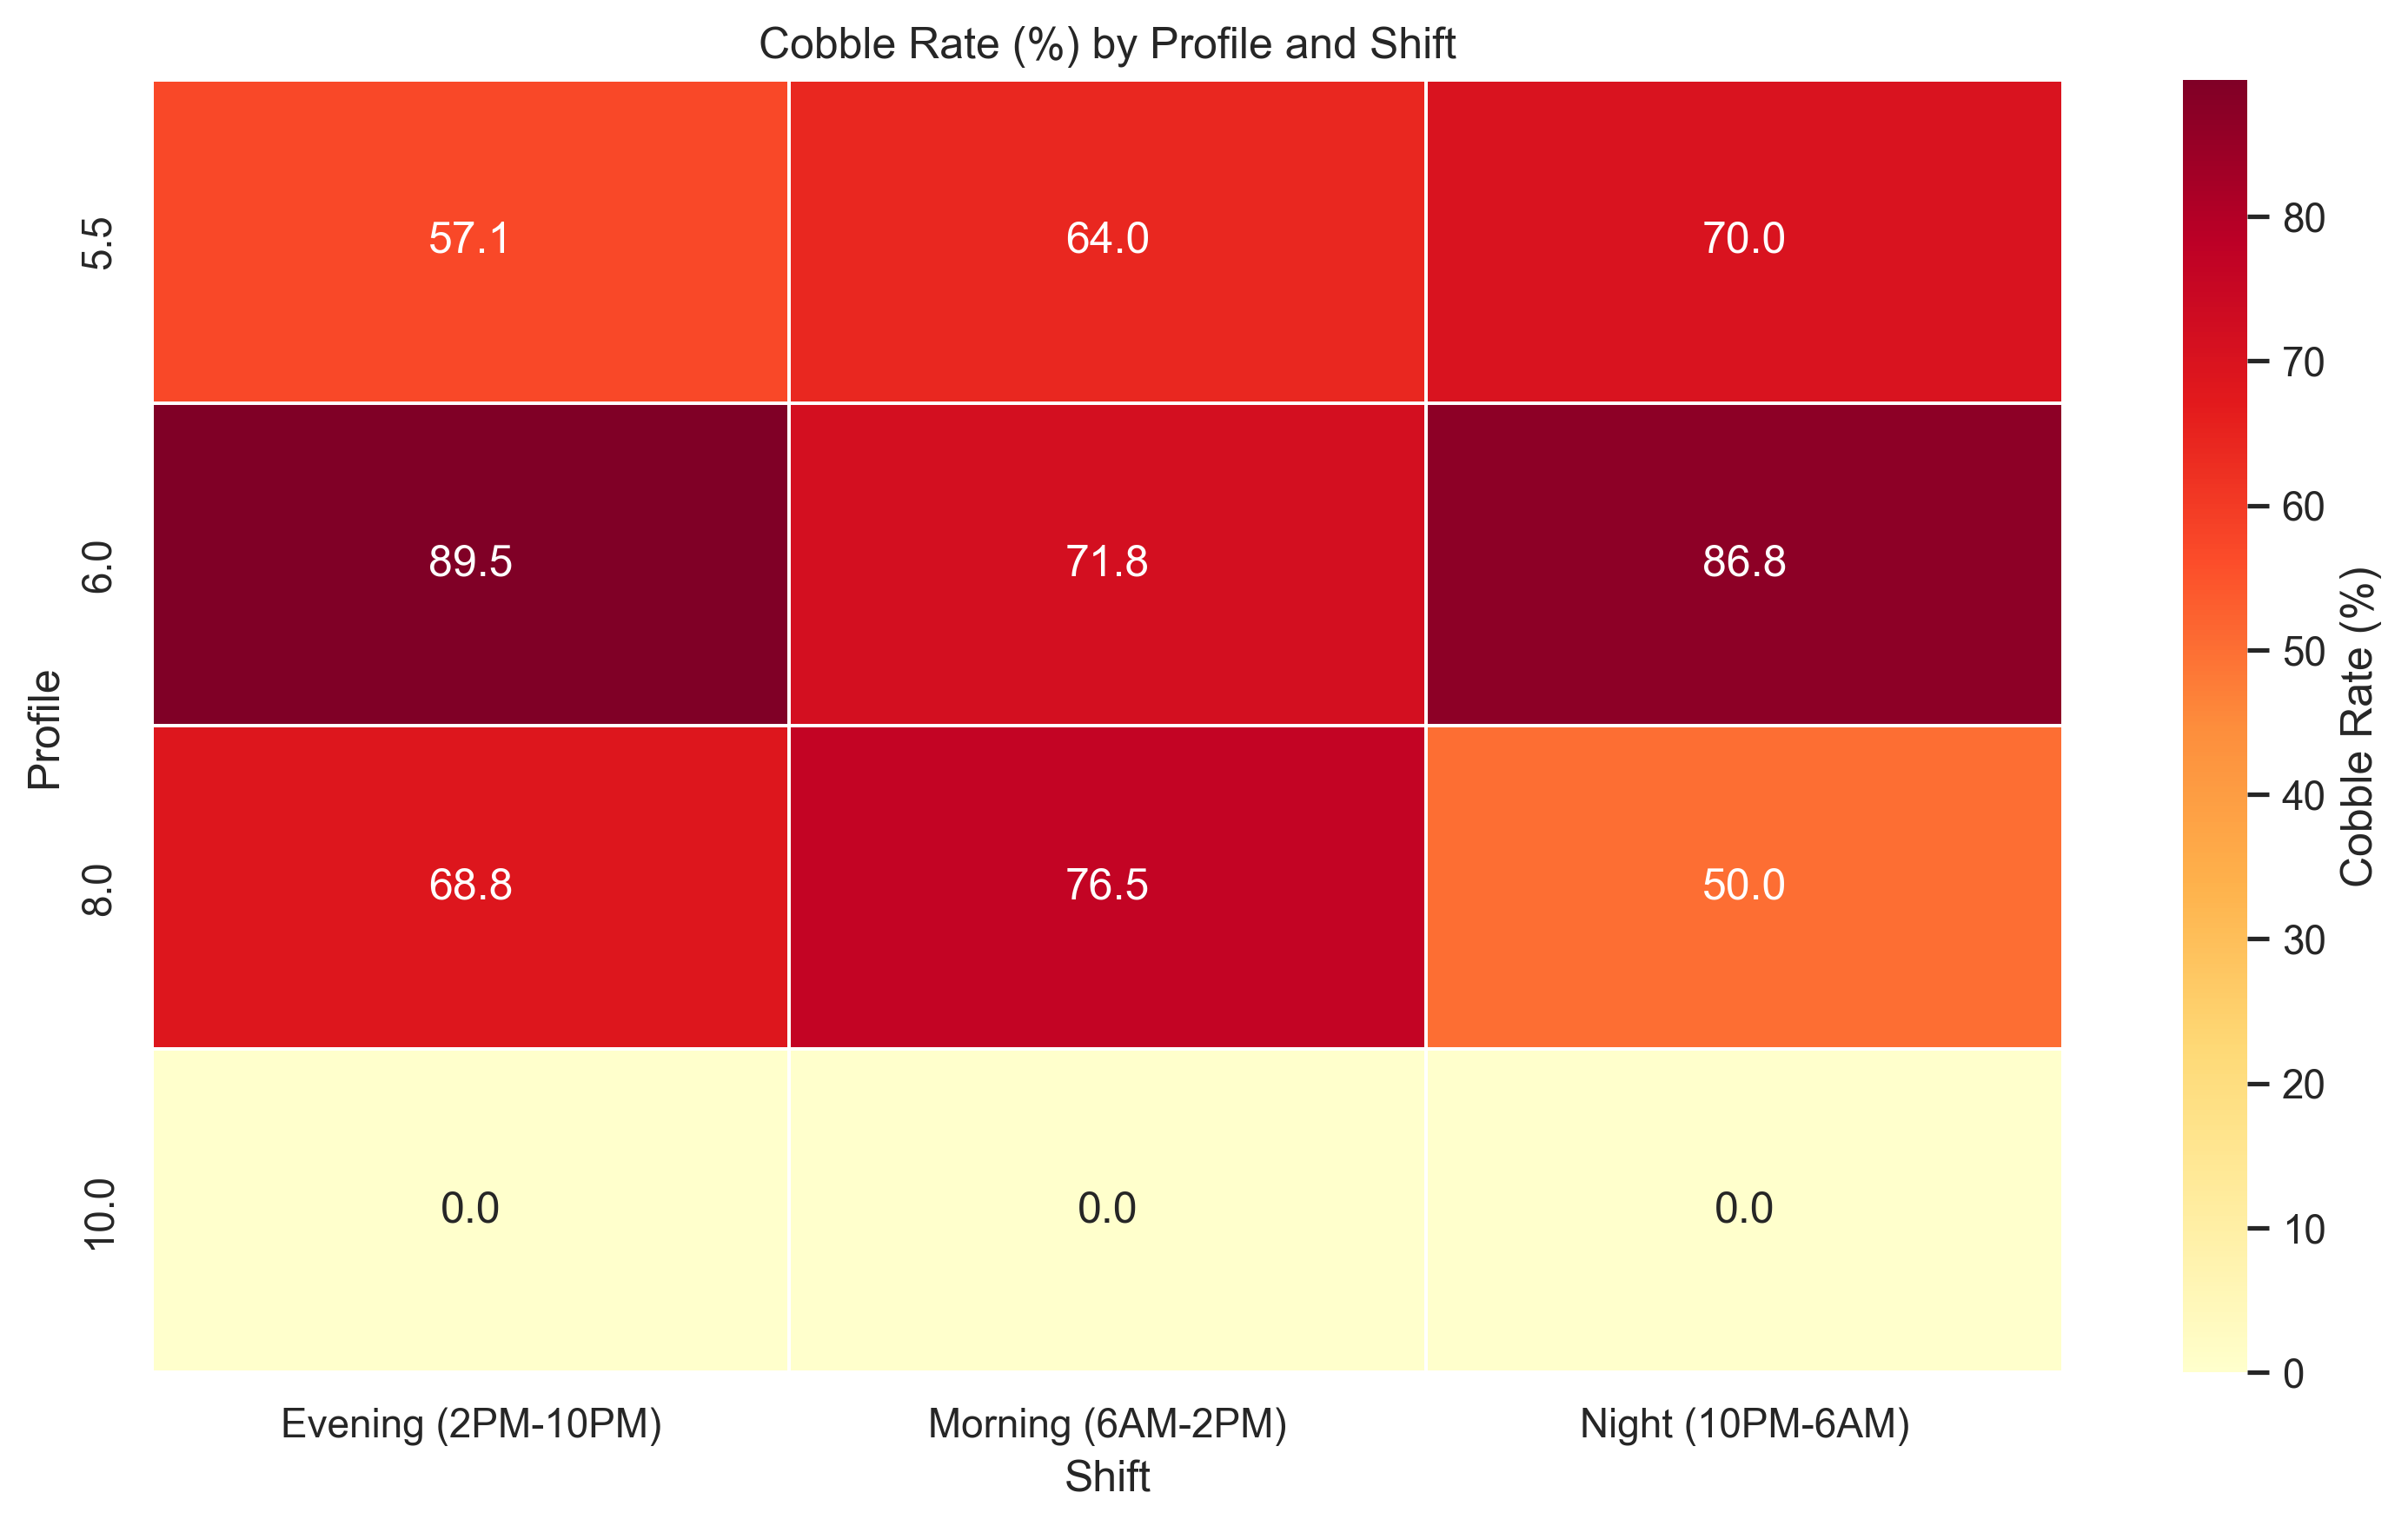 Cobble Rate (%) by Profile and Shift
Profile
5.5
57.1 64.0 70.0
6.0
89.5 71.8 86.8
8.0
68.8 76.5 50.0
10.0
0.0 0.0 0.0
Evening (2PM-10PM) Morning (6AM-2PM) Night (10PM-6AM)
Shift
80
70
60
50
40
30
20
10
0
Cobble Rate (%)